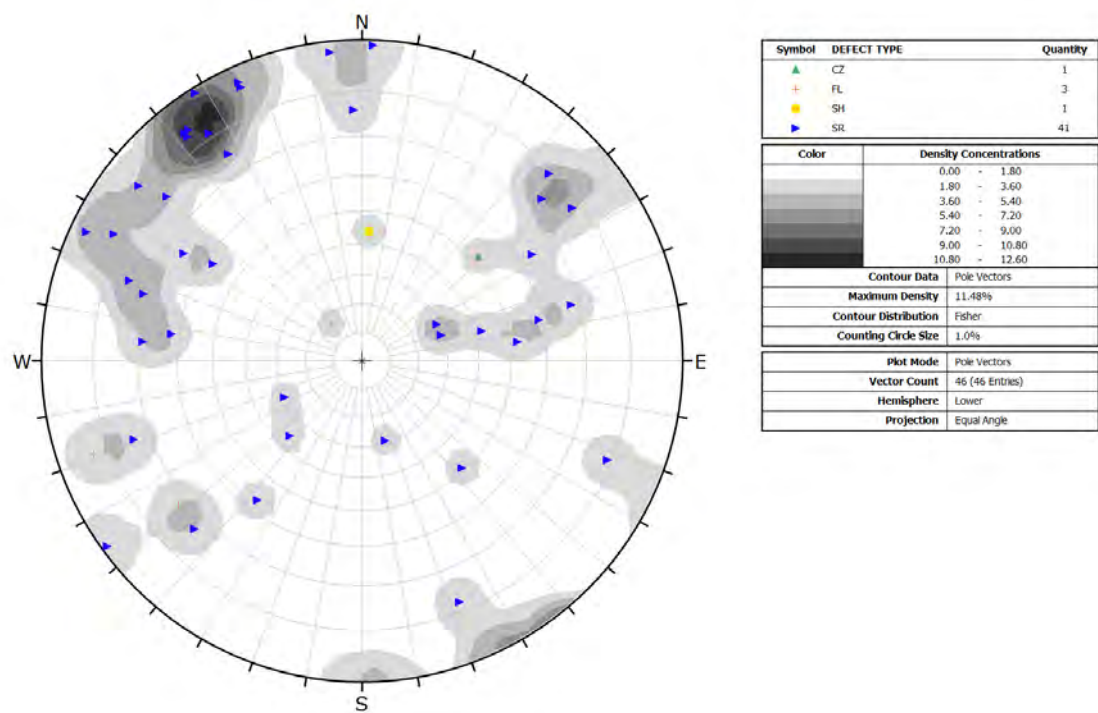 N
W
E
S
Symbol DEFECT TYPE Quantity
CZ 1
FL 3
SH 1
SR 41
Color Density Concentrations
0.00 - 1.80
1.80 - 3.60
3.60 - 5.40
5.40 - 7.20
7.20 - 9.00
9.00 - 10.80
10.80 - 12.60
Contour Data Pole Vectors
Maximum Density 11.48%
Contour Distribution Fisher
Counting Circle Size 1.0%
Plot Mode Pole Vectors
Vector Count 46 (46 Entries)
Hemisphere Lower
Projection Equal Angle